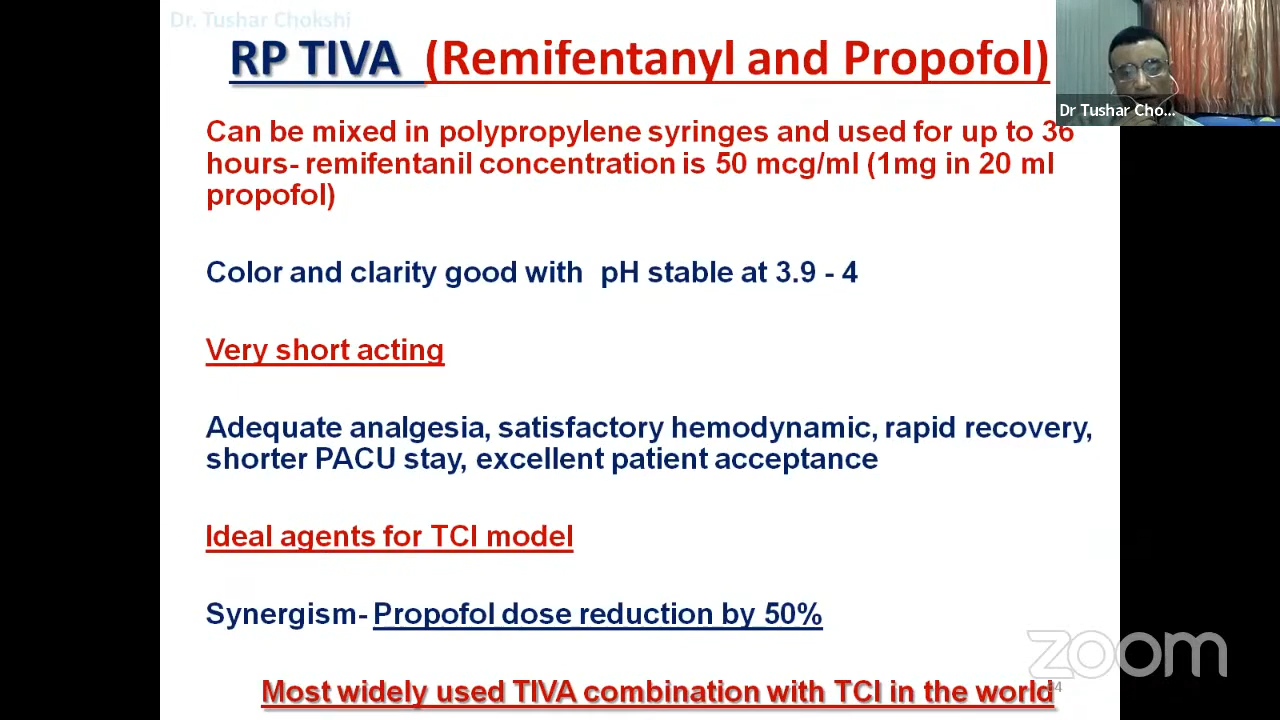 Dr. Tushar Chokshi
RP TIVA (Remifentanyl and Propofol)
Dr Tushar Cho...
Can be mixed in polypropylene syringes and used for up to 36
hours- remifentanil concentration is 50 mcg/ml (1mg in 20 ml
propofol)
Color and clarity good with pH stable at 3.9 - 4
Very short acting
Adequate analgesia, satisfactory hemodynamic, rapid recovery,
shorter PACU stay, excellent patient acceptance
Ideal agents for TCI model
Synergism- Propofol dose reduction by 50%
zoom
Most widely used TIVA combination with TCI in the world